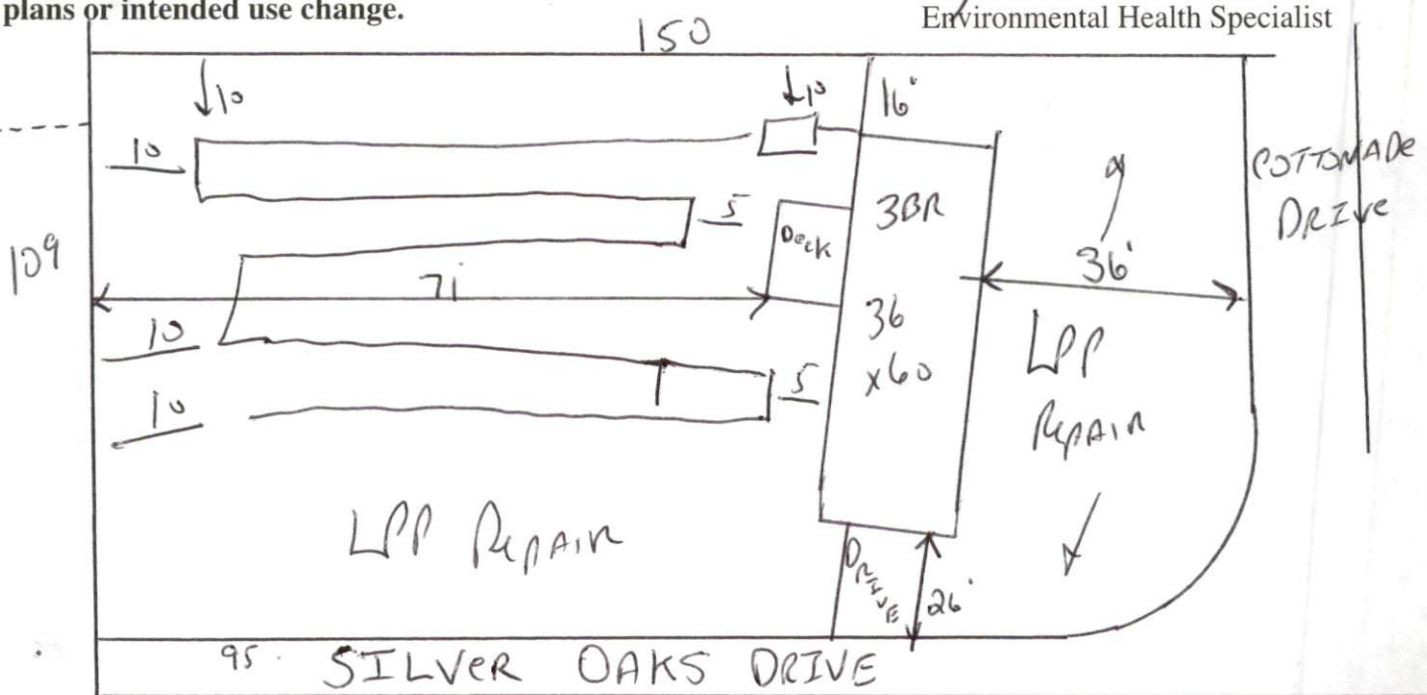 plans or intended use change.
Environmental Health Specialist
150
10
10
16'
10
COTTONADE
DRIVE
3BR
5
Deck
109
36'
71
36
x60
10
LPP
REPAIR
5
10
LPP REPAIR
DRIVE
26'
95
SILVER OAKS DRIVE